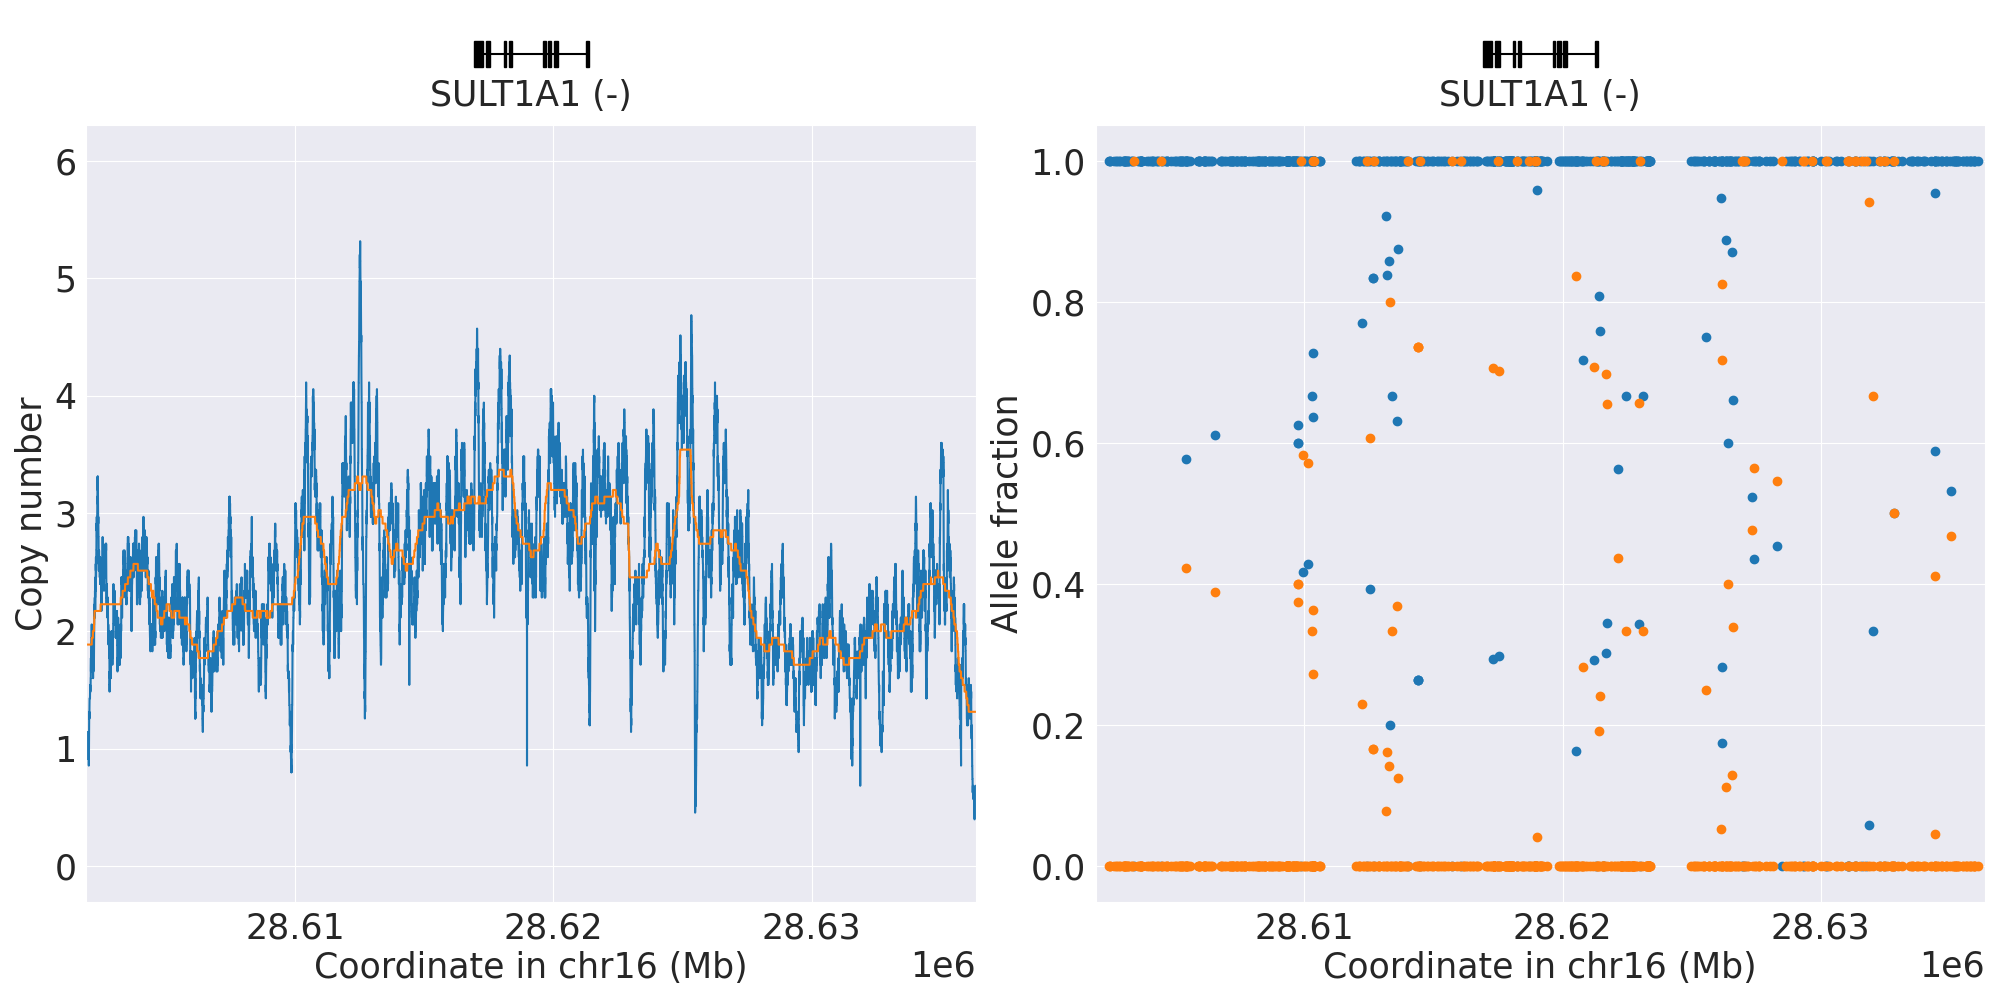 SULT1A1 (-)
SULT1A1 (-)
6
5
4
3
2
1
0
Copy number
28.61
28.62
28.63
Coordinate in chr16 (Mb)
1e6
1.0
0.8
0.6
0.4
0.2
0.0
Allele fraction
28.61
28.62
28.63
Coordinate in chr16 (Mb)
1e6